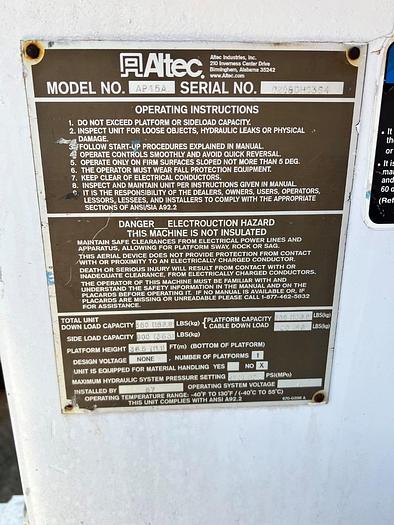 Altec
Altec Industries, Inc.
210 Inverness Center Drive
Birmingham, Alabama 35242
www.Altec.com
MODEL NO. AP45A SERIAL NO.
OPERATING INSTRUCTIONS
1. DO NOT EXCEED PLATFORM OR SIDELOAD CAPACITY.
2. INSPECT UNIT FOR LOOSE OBJECTS, HYDRAULIC LEAKS OR PHYSICAL
DAMAGE.
3. FOLLOW START-UP PROCEDURES EXPLAINED IN MANUAL.
4. OPERATE CONTROLS SMOOTHLY AND AVOID QUICK REVERSAL.
5. OPERATE ONLY ON FIRM SURFACES SLOPED NOT MORE THAN 5 DEG.
6. THE OPERATOR MUST WEAR FALL PROTECTION EQUIPMENT.
7. KEEP CLEAR OF ELECTRICAL CONDUCTORS.
8. INSPECT AND MAINTAIN UNIT PER INSTRUCTIONS GIVEN IN MANUAL.
9. IT IS THE RESPONSIBILITY OF THE DEALERS, OWNERS, USERS, OPERATORS,
LESSORS, LESSEES, AND INSTALLERS TO COMPLY WITH THE APPROPRIATE
SECTIONS OF ANSI/SIA A92.2
DANGER ELECTROCUTION HAZARD
THIS MACHINE IS NOT INSULATED
MAINTAIN SAFE CLEARANCES FROM ELECTRICAL POWER LINES AND
APPARATUS, ALLOWING FOR PLATFORM SWAY, ROCK OR SAG.
THIS AERIAL DEVICE DOES NOT PROVIDE PROTECTION FROM CONTACT
WITH OR PROXIMITY TO AN ELECTRICALLY CHARGED CONDUCTOR.
DEATH OR SERIOUS INJURY WILL RESULT FROM CONTACT WITH OR
INADEQUATE CLEARANCE, FROM ELECTRICALLY CHARGED CONDUCTORS.
THE OPERATOR OF THIS MACHINE MUST BE FAMILIAR WITH AND
UNDERSTAND THE SAFETY INFORMATION IN THE MANUAL AND ON THE
PLACARDS BEFORE OPERATING IT. IF NO MANUAL IS AVAILABLE, OR IF
PLACARDS ARE MISSING OR UNREADABLE PLEASE CALL 1-877-462-5832
FOR ASSISTANCE.
TOTAL UNIT
DOWN LOAD CAPACITY LBS(kg) PLATFORM CAPACITY LBS(kg)
CABLE DOWN LOAD LBS(kg)
SIDE LOAD CAPACITY LBS(kg)
PLATFORM HEIGHT FT(m) (BOTTOM OF PLATFORM)
DESIGN VOLTAGE NONE , NUMBER OF PLATFORMS 1
UNIT IS EQUIPPED FOR MATERIAL HANDLING YES NO X
MAXIMUM HYDRAULIC SYSTEM PRESSURE SETTING PSI(MPa)
INSTALLED BY 57 OPERATING SYSTEM VOLTAGE
OPERATING TEMPERATURE RANGE: -40°F TO 130°F / (-40°C TO 55°C)
THIS UNIT COMPLIES WITH ANSI A92.2